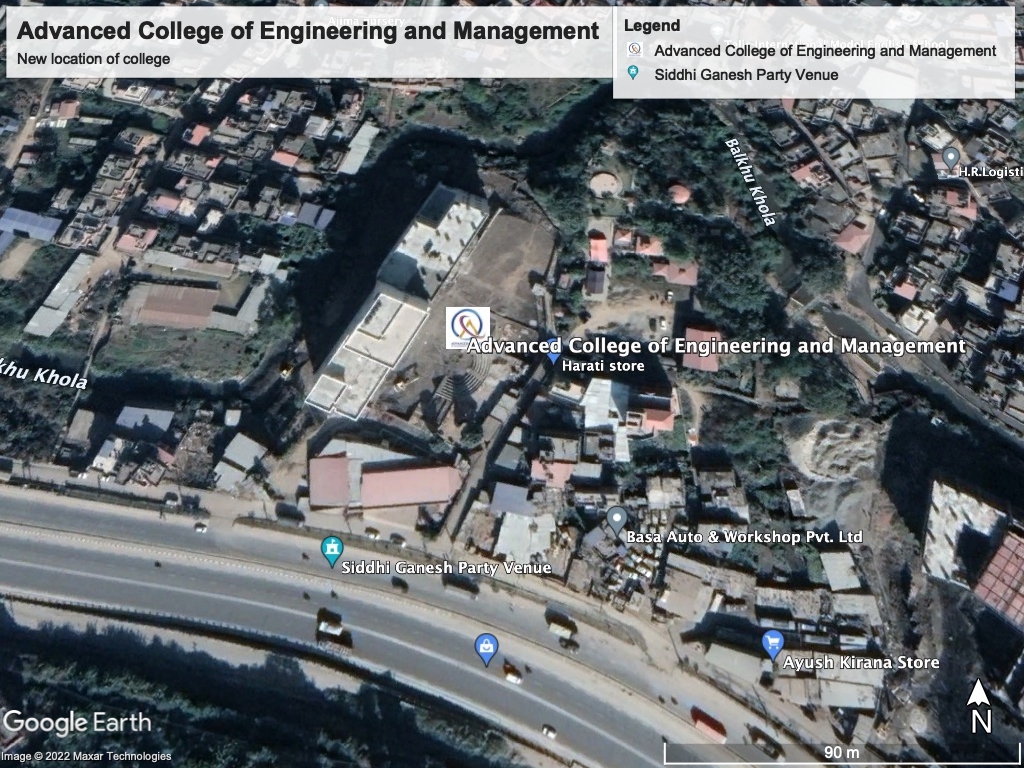 Advanced College of Engineering and Management
New location of college
Legend
Advanced College of Engineering and Management
Siddhi Ganesh Party Venue
Balkhu Khola
H.R.Logisti
Advanced College of Engineering and Management
Harati store
khu Khola
Basa Auto & Workshop Pvt. Ltd
Siddhi Ganesh Party Venue
Ayush Kirana Store
N
Google Earth
Image © 2022 Maxar Technologies
90 m